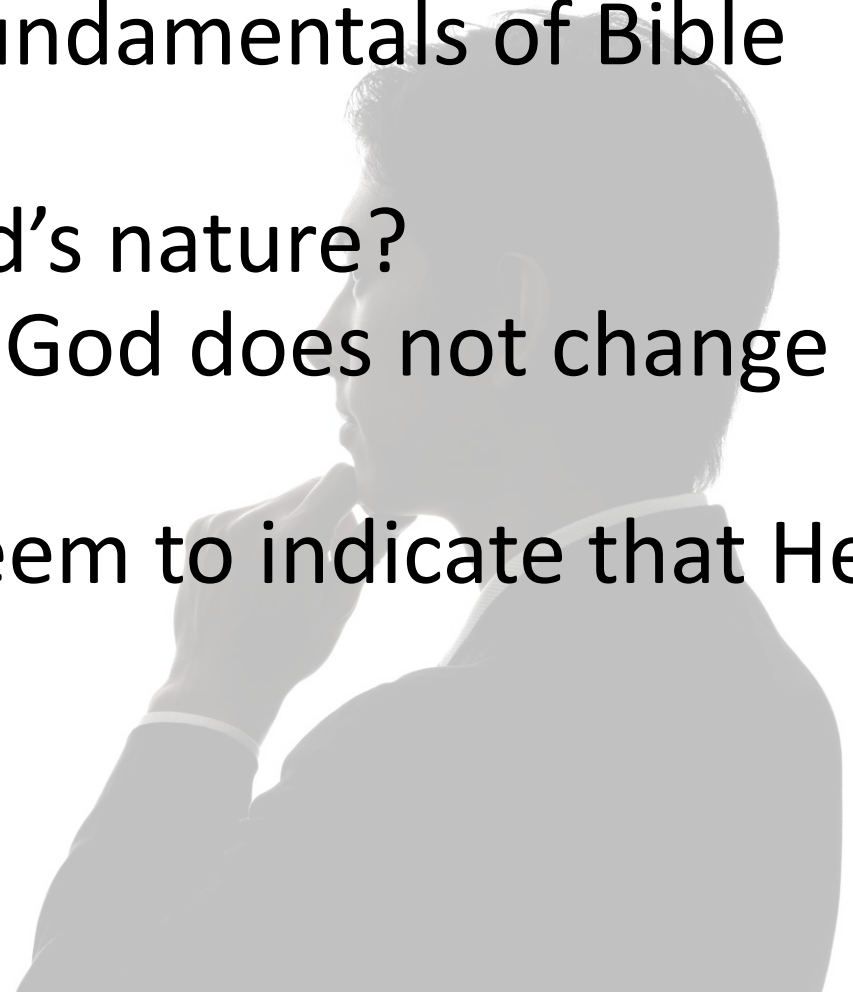 undamentals of Bible
d’s nature?
God does not change
eem to indicate that He